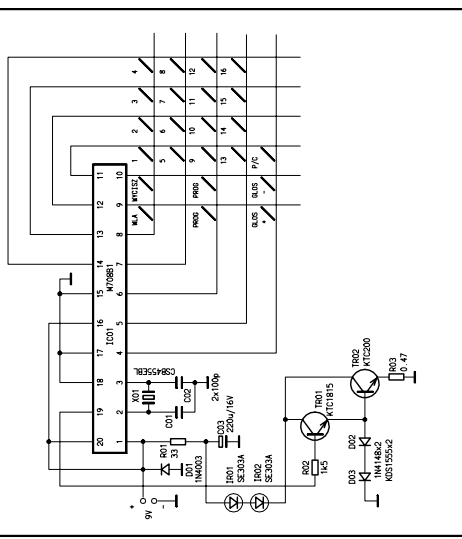 4
8
12
16
3
7
11
15
2
6
10
14
1
5
9
13
P/C
WYCISZ
PROG
GLOS
-
WLA
PROG
GLOS
+
11
10
12
9
13
8
14
7
M708B1
15
6
IC01
16
5
17
4
18
3
19
2
20
1
CSB455EBL
X01
C01
C02
2x100p
R01
33
C03
220u/16V
D01
1N4003
+
9V
-
IR01
SE303A
IR02
SE303A
TR01
KTC1815
TR02
KTC200
R03
0.47
R02
1k5
D02
D03
1N4148x2
KDS1555x2